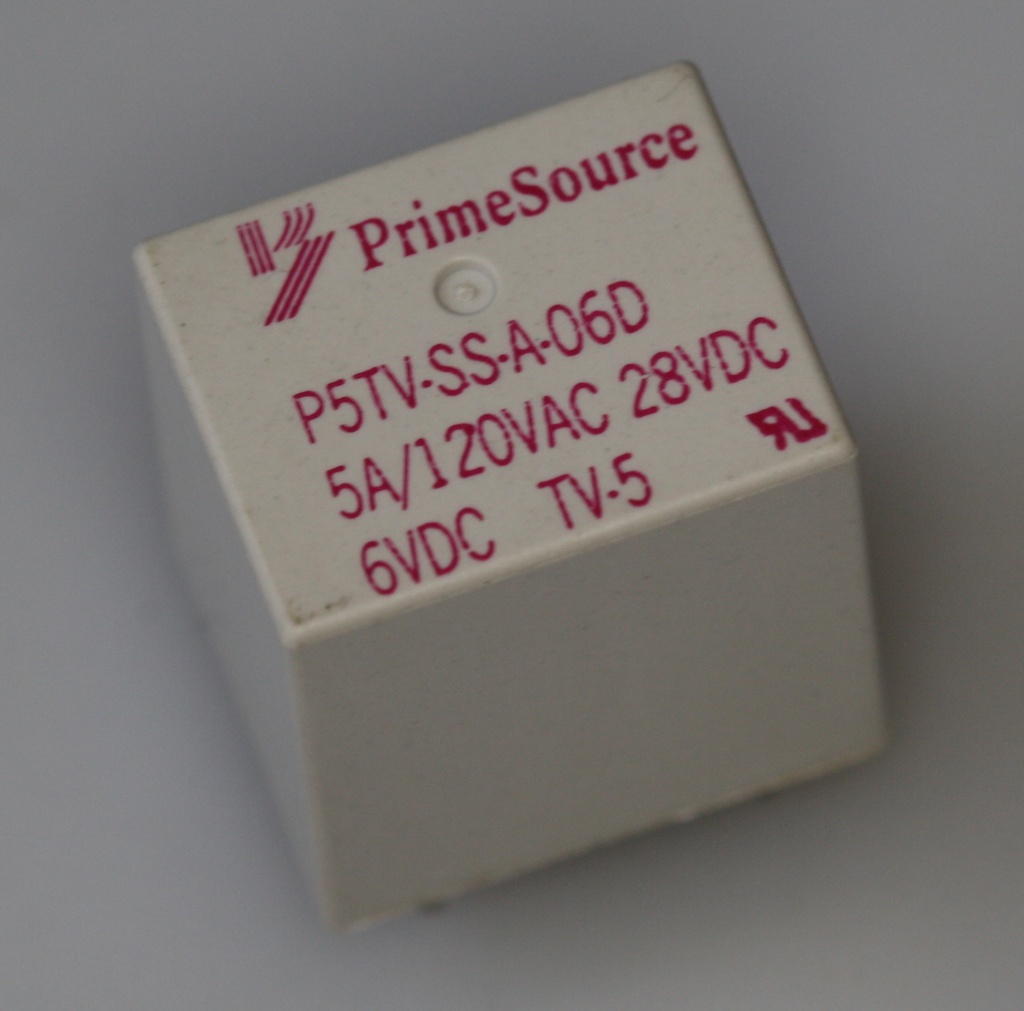 PrimeSource
P5TV-SS-A-06D
5A/120VAC 28VDC
6VDC TV-5